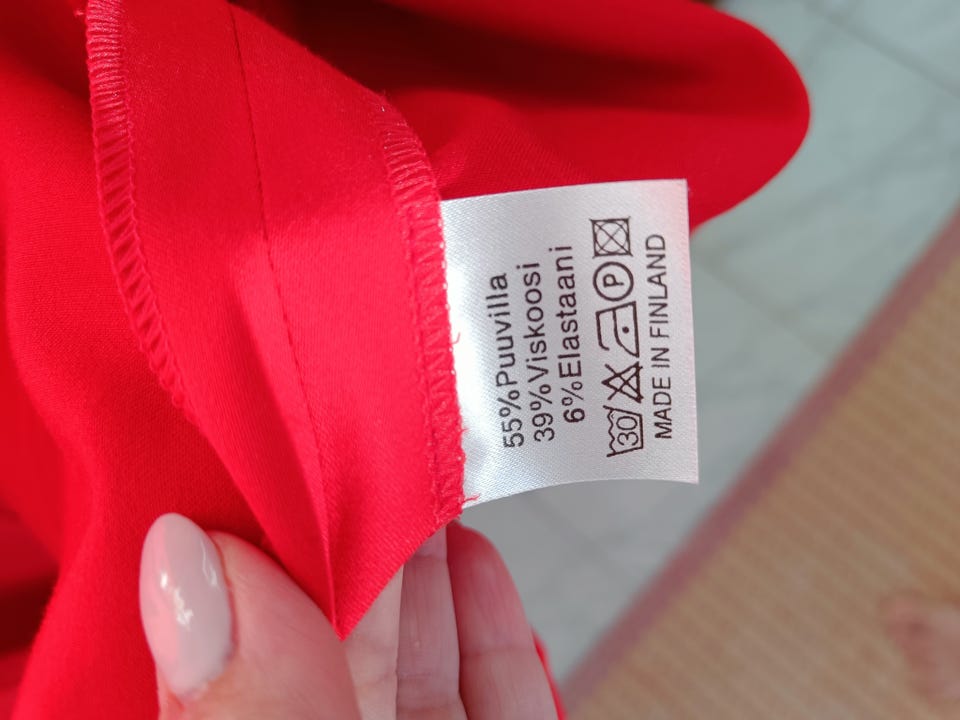 55%Puuvilla
39%Viskoosi
6%Elastaani
30 P
MADE IN FINLAND